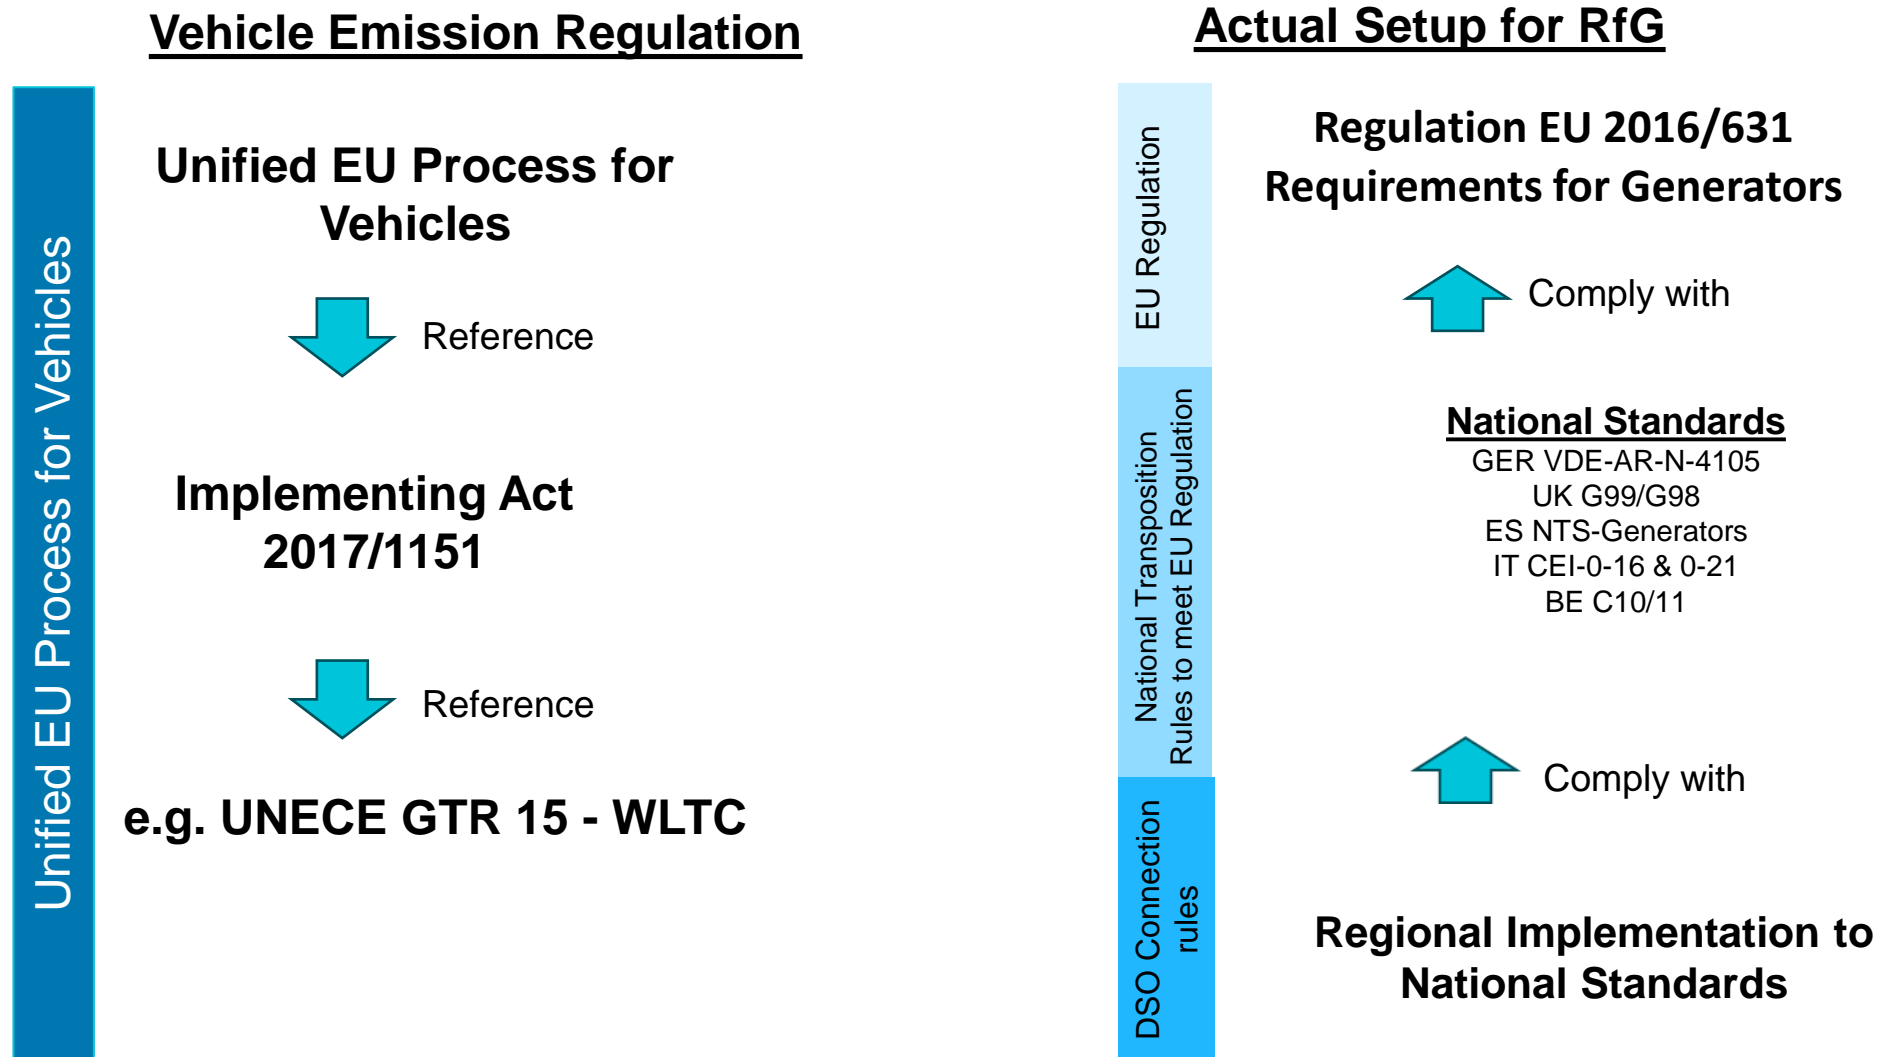 Vehicle Emission Regulation
Unified EU Process for Vehicles
Unified EU Process for
Vehicles
Reference
Implementing Act
2017/1151
Reference
e.g. UNECE GTR 15 - WLTC
Actual Setup for RfG
EU Regulation
Regulation EU 2016/631
Requirements for Generators
Comply with
National Transposition
Rules to meet EU Regulation
National Standards
GER VDE-AR-N-4105
UK G99/G98
ES NTS-Generators
IT CEI-0-16 & 0-21
BE C10/11
Comply with
DSO Connection
rules
Regional Implementation to
National Standards